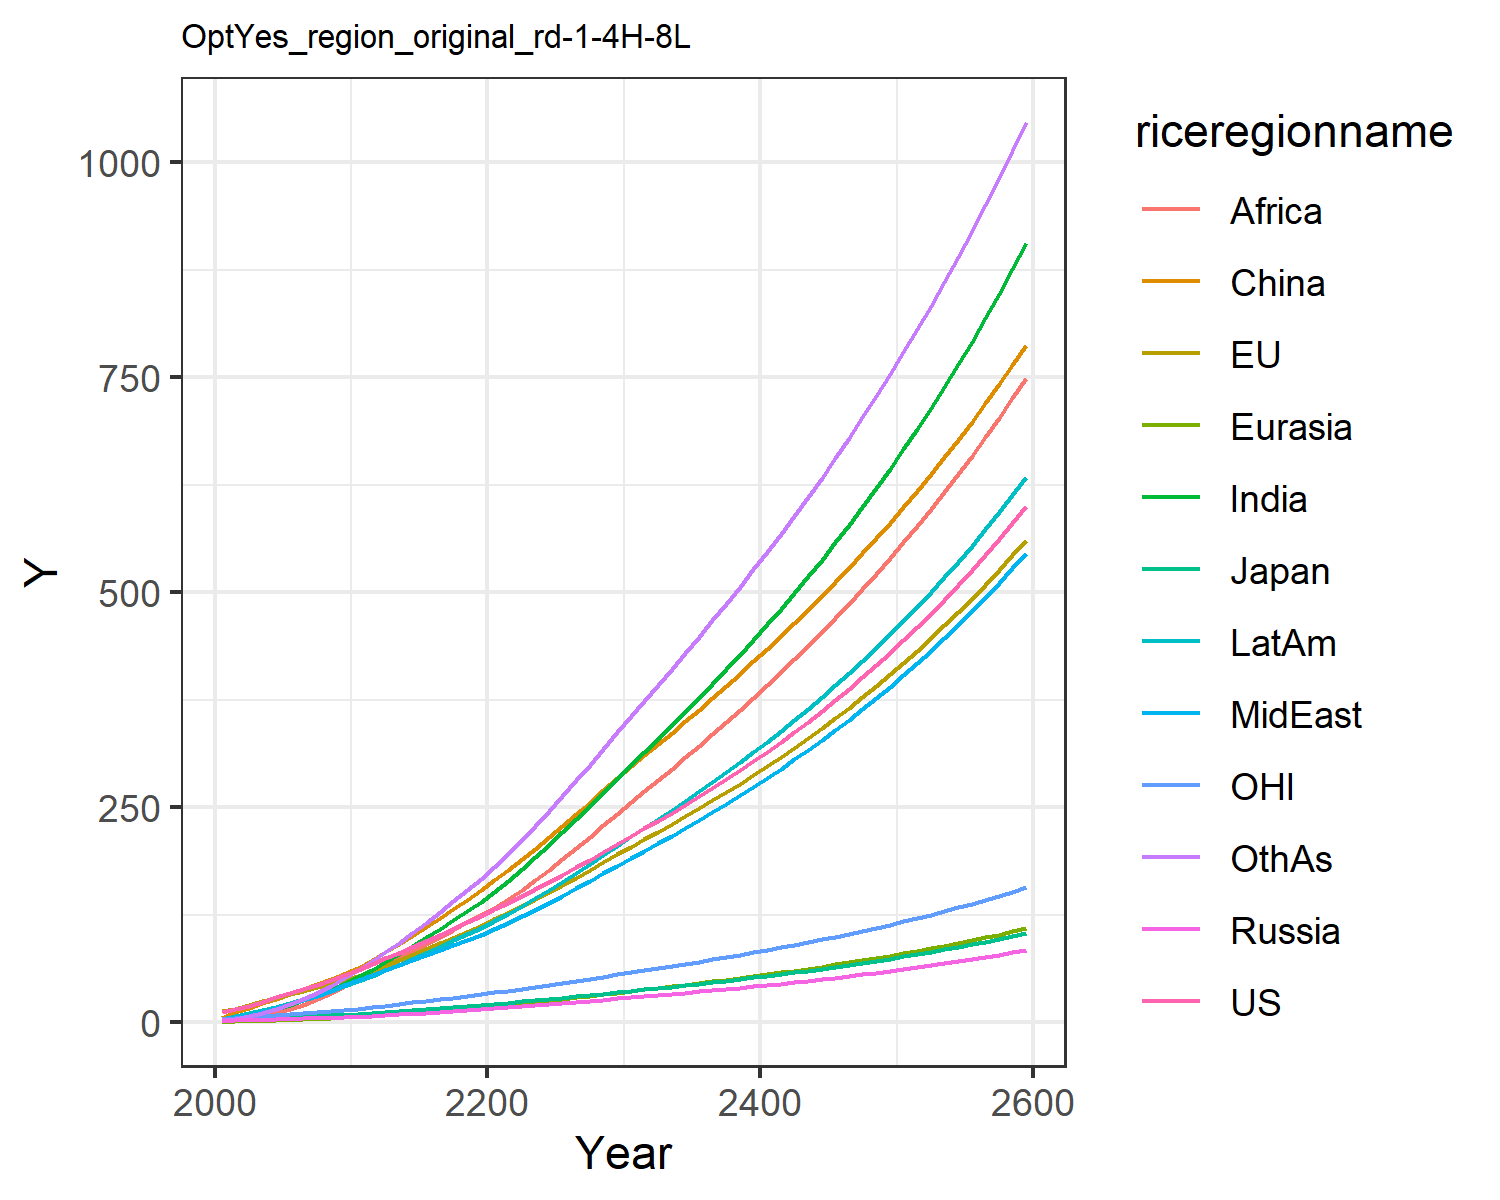 OptYes_region_original_rd-1-4H-8L
1000
750
500
250
0
Y
2000 2200 2400 2600
Year
riceregionname
Africa
China
EU
Eurasia
India
Japan
LatAm
MidEast
OHI
OthAs
Russia
US